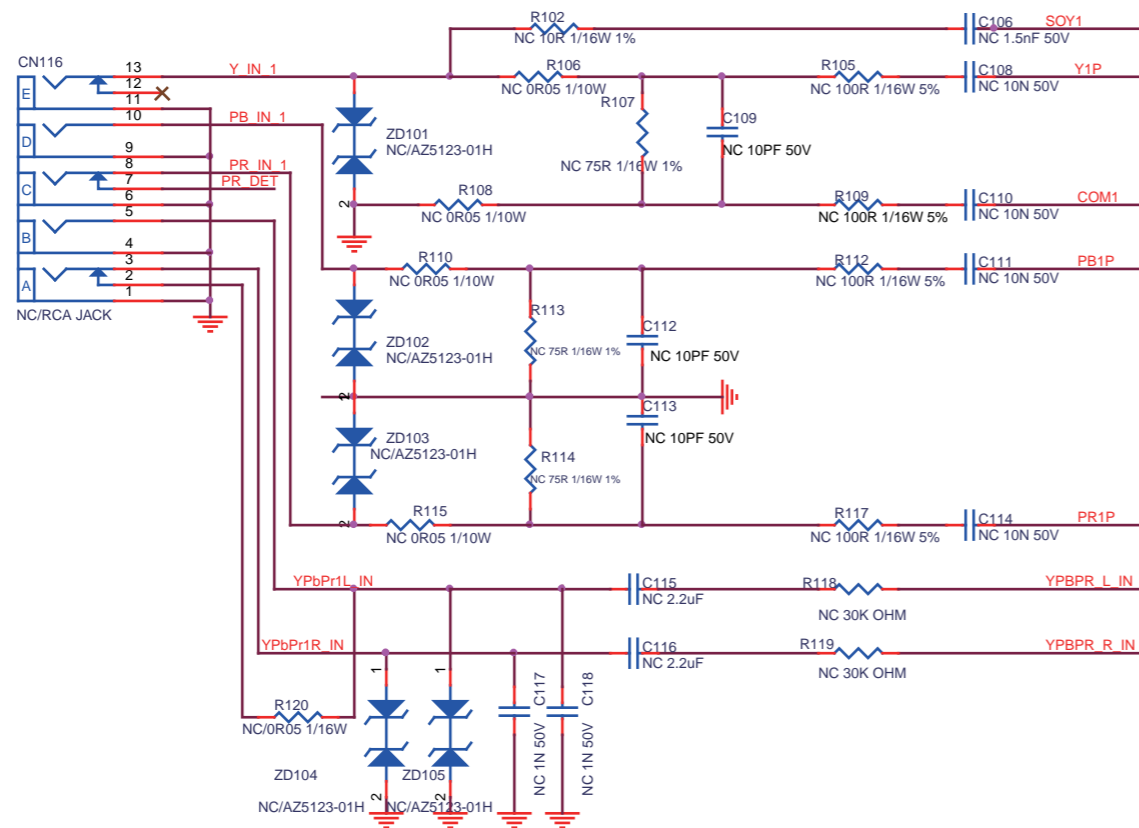 R102
NC 10R 1/16W 1%
C106
SOY1
NC 1.5nF 50V
CN116
13
Y_IN_1
R106
NC 0R05 1/10W
R105
NC 100R 1/16W 5%
C108
Y1P
NC 10N 50V
E
12
11
10
PB_IN_1
R107
NC 75R 1/16W 1%
C109
NC 10PF 50V
ZD101
NC/AZ5123-01H
D
9
8
PR_IN_1
C
7
PR_DET
6
5
B
4
3
A
2
1
NC/RCA JACK
2
R108
NC 0R05 1/10W
R109
NC 100R 1/16W 5%
C110
COM1
NC 10N 50V
R110
NC 0R05 1/10W
R112
NC 100R 1/16W 5%
C111
PB1P
NC 10N 50V
ZD102
NC/AZ5123-01H
R113
NC 75R 1/16W 1%
C112
NC 10PF 50V
2
C113
NC 10PF 50V
ZD103
NC/AZ5123-01H
R114
NC 75R 1/16W 1%
2
R115
NC 0R05 1/10W
R117
NC 100R 1/16W 5%
C114
PR1P
NC 10N 50V
YPbPr1L_IN
C115
NC 2.2uF
R118
NC 30K OHM
YPBPR_L_IN
YPbPr1R_IN
C116
NC 2.2uF
R119
NC 30K OHM
YPBPR_R_IN
1
1
C117
NC 1N 50V
C118
NC 1N 50V
R120
NC/0R05 1/16W
ZD104
NC/AZ5123-01H
2
ZD105
NC/AZ5123-01H
2